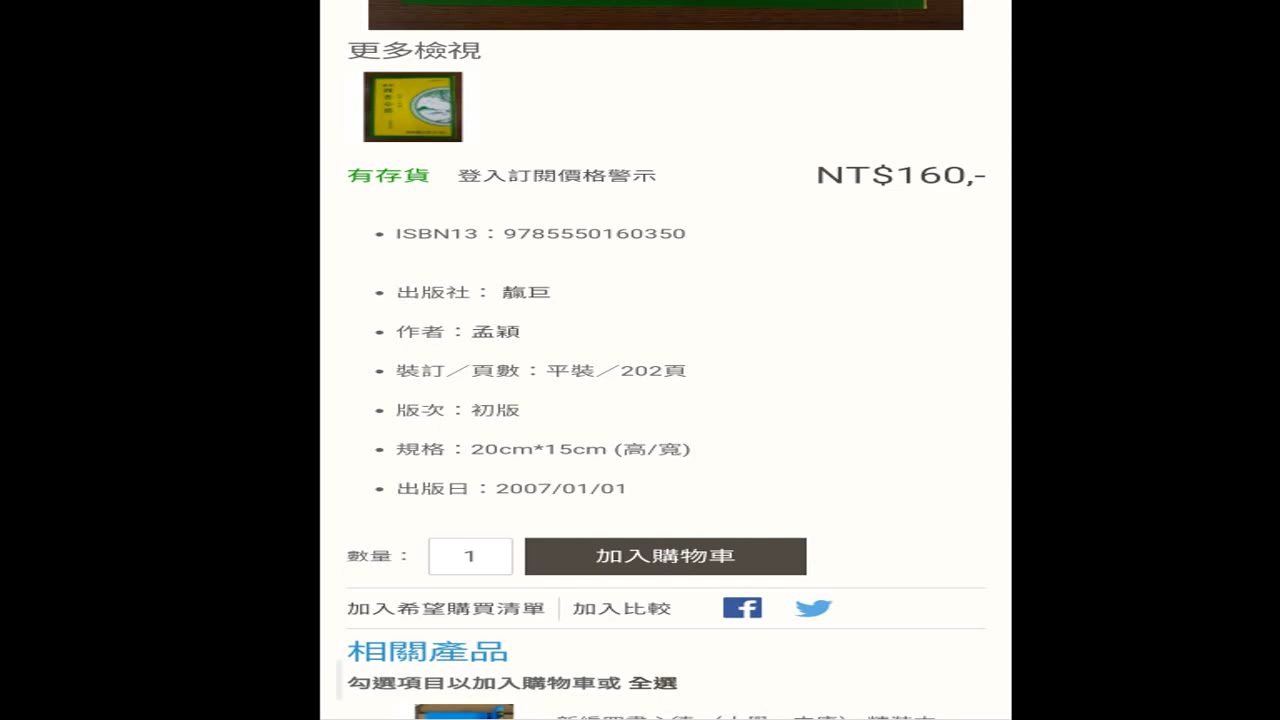 更多檢視
有存貨 登入訂閱價格警示 NT$160,-
ISBN13：9785550160350
出版社： 靝巨
作者：孟穎
裝訂／頁數：平裝／202頁
版次：初版
規格：20cm*15cm (高/寬)
出版日：2007/01/01
數量： 1 加入購物車
加入希望購買清單 加入比較
相關產品
勾選項目以加入購物車或 全選